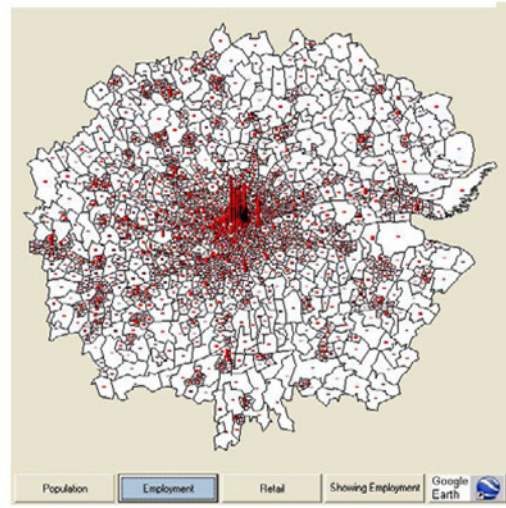 Population
Employment
Retail
Showing Employment
Google
Earth